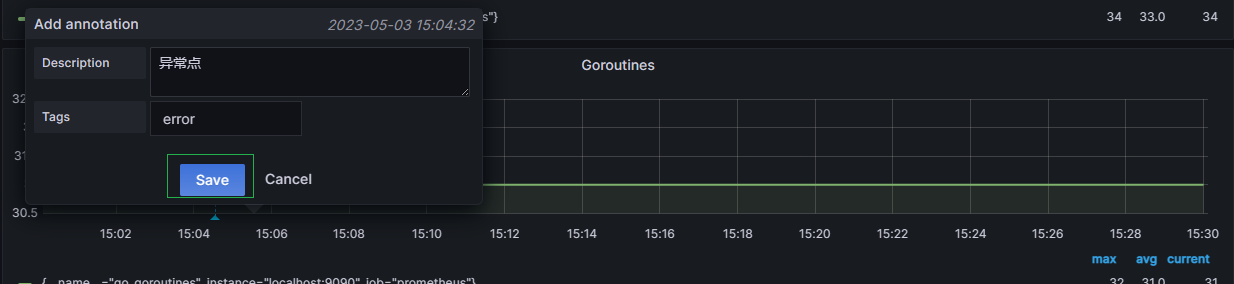 Add annotation 2023-05-03 15:04:32 s"} 34 33.0 34
Description 异常点
Goroutines
Tags error
Save Cancel
30.5
15:02 15:04 15:06 15:08 15:10 15:12 15:14 15:16 15:18 15:20 15:22 15:24 15:26 15:28 15:30
max avg current
{__name__="go_goroutines", instance="localhost:9090", job="prometheus"} 32 31.0 31